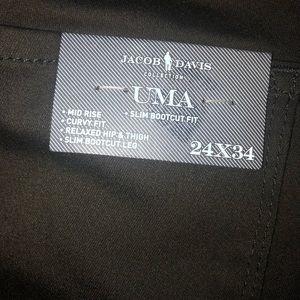 JACOB DAVIS
COLLECTION
UMA
• MID RISE
• SLIM BOOTCUT FIT
• CURVY FIT
• RELAXED HIP & THIGH
• SLIM BOOTCUT LEG
24X34